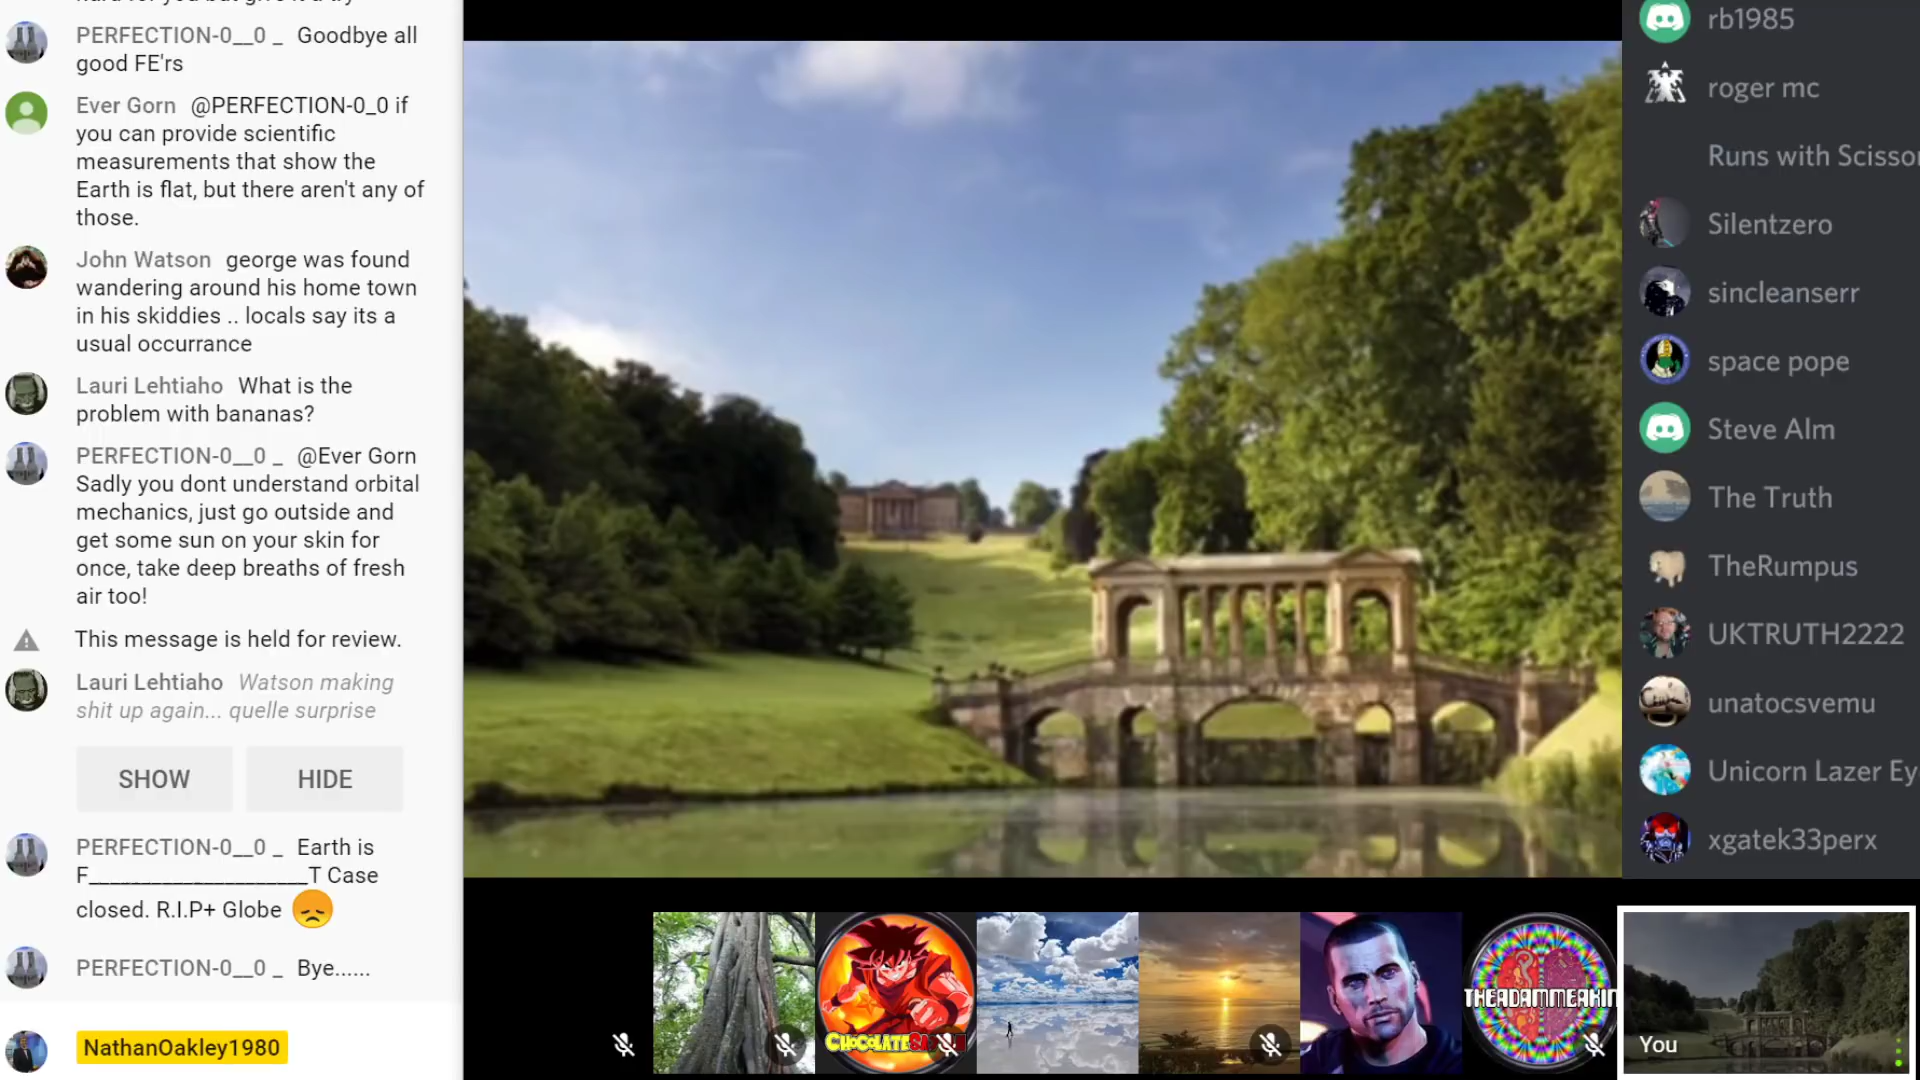 PERFECTION-0__0 _ Goodbye all
good FE'rs
Ever Gorn @PERFECTION-0_0 if
you can provide scientific
measurements that show the
Earth is flat, but there aren't any of
those.
John Watson george was found
wandering around his home town
in his skiddies .. locals say its a
usual occurrance
Lauri Lehtiaho What is the
problem with bananas?
PERFECTION-0__0 _ @Ever Gorn
Sadly you dont understand orbital
mechanics, just go outside and
get some sun on your skin for
once, take deep breaths of fresh
air too!
This message is held for review.
Lauri Lehtiaho Watson making
shit up again... quelle surprise
SHOW HIDE
PERFECTION-0__0 _ Earth is
F____________________T Case
closed. R.I.P+ Globe
PERFECTION-0__0 _ Bye......
NathanOakley1980
rb1985
roger mc
Runs with Scissor
Silentzero
sincleanserr
space pope
Steve Alm
The Truth
TheRumpus
UKTRUTH2222
unatocsvemu
Unicorn Lazer Ey
xgatek33perx
THEADAMMEAKIN
You